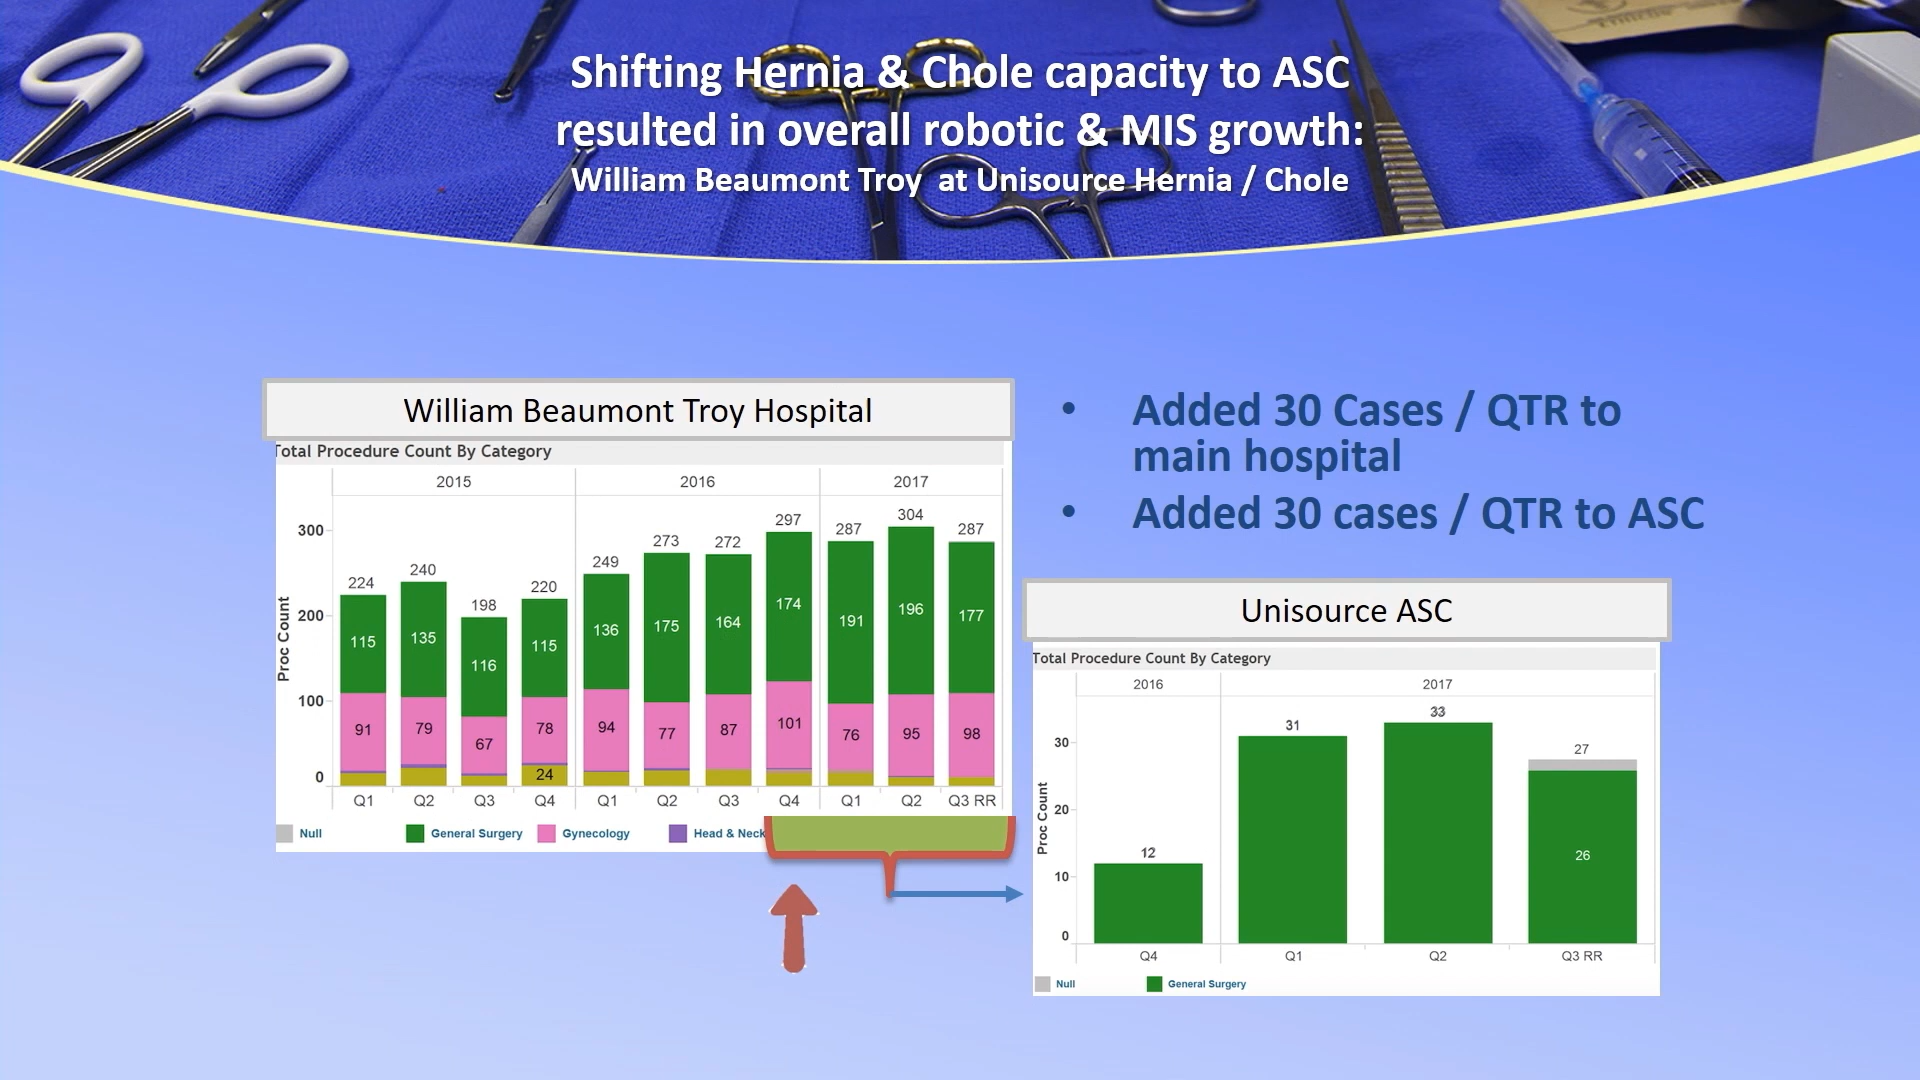 Shifting Hernia & Chole capacity to ASC
resulted in overall robotic & MIS growth:
William Beaumont Troy at Unisource Hernia / Chole
William Beaumont Troy Hospital
Total Procedure Count By Category
2015 2016 2017
Proc Count
300
200
100
0
224 240 198 220 249 273 272 297 287 304 287
115 135 116 115 136 175 164 174 191 196 177
91 79 67 78 94 77 87 101 76 95 98
24
Q1 Q2 Q3 Q4 Q1 Q2 Q3 Q4 Q1 Q2 Q3 RR
Null General Surgery Gynecology Head & Neck
• Added 30 Cases / QTR to
main hospital
• Added 30 cases / QTR to ASC
Unisource ASC
Total Procedure Count By Category
2016 2017
Proc Count
30
20
10
0
12 31 33 27
26
Q4 Q1 Q2 Q3 RR
Null General Surgery